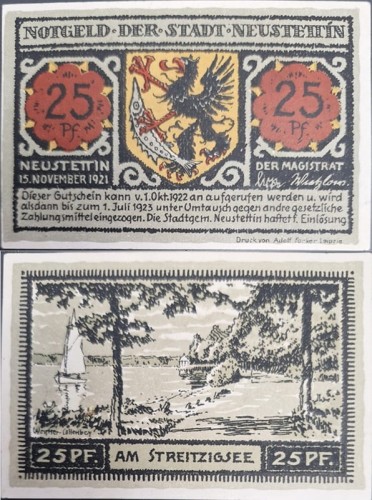 NOTGELD · DER · STADT · NEUSTETTIN
25 Pf.
25 Pf.
NEUSTETTIN
15. NOVEMBER 1921
DER MAGISTRAT
Dieser Gutschein kann v. 1. Okt. 1922 an aufgerufen werden u. wird
alsdann bis zum 1. Juli 1923 unter Umtausch gegen andre gesetzliche
Zahlungsmittel eingezogen. Die Stadtgem. Neustettin haftet f. Einlösung
Druck von Adolf Leipzig
25 PF. AM STREITZIGSEE 25 PF.